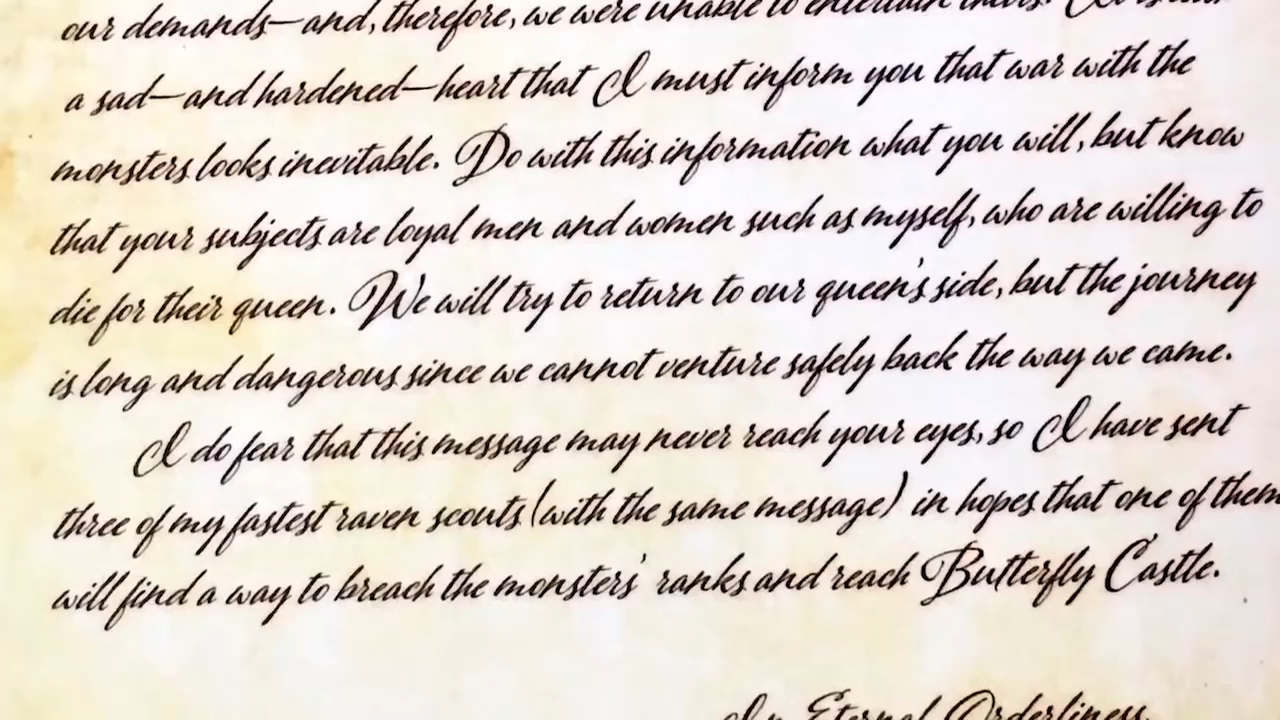 our demands—and, therefore, we were unable to entertain theirs. It is with
a sad—and hardened—heart that I must inform you that war with the
monsters looks inevitable. Do with this information what you will, but know
that your subjects are loyal men and women such as myself, who are willing to
die for their queen. We will try to return to our queen's side, but the journey
is long and dangerous since we cannot venture safely back the way we came.
I do fear that this message may never reach your eyes, so I have sent
three of my fastest raven scouts (with the same message) in hopes that one of them
will find a way to breach the monsters' ranks and reach Butterfly Castle.
In Eternal Orderliness,